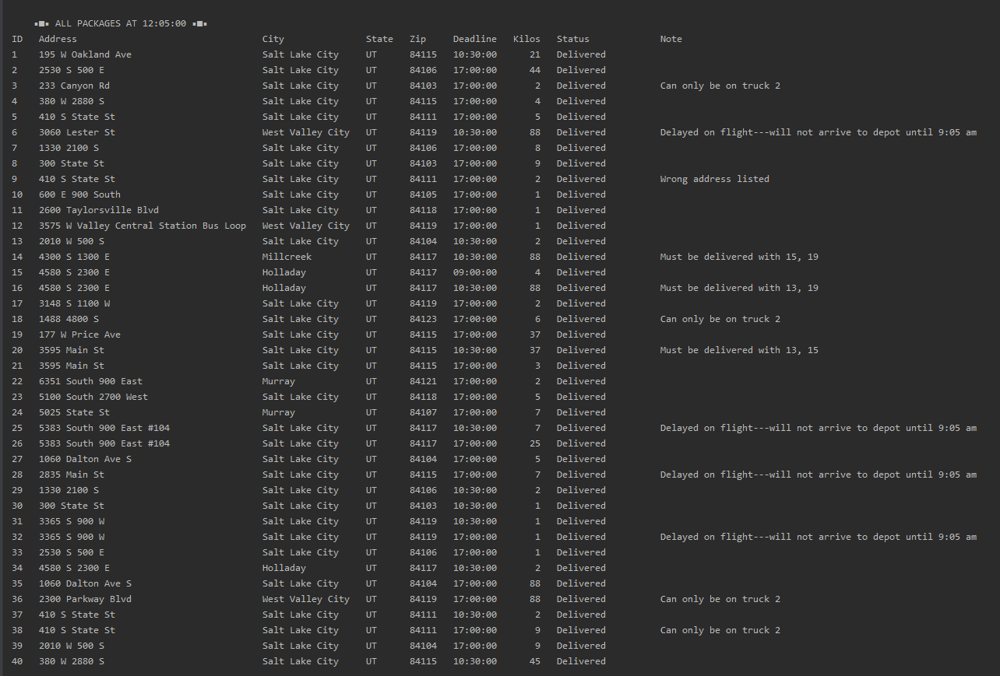 ▪■▪ ALL PACKAGES AT 12:05:00 ▪■▪
ID Address City State Zip Deadline Kilos Status Note
1 195 W Oakland Ave Salt Lake City UT 84115 10:30:00 21 Delivered
2 2530 S 500 E Salt Lake City UT 84106 17:00:00 44 Delivered
3 233 Canyon Rd Salt Lake City UT 84103 17:00:00 2 Delivered Can only be on truck 2
4 380 W 2880 S Salt Lake City UT 84115 17:00:00 4 Delivered
5 410 S State St Salt Lake City UT 84111 17:00:00 5 Delivered
6 3060 Lester St West Valley City UT 84119 10:30:00 88 Delivered Delayed on flight---will not arrive to depot until 9:05 am
7 1330 2100 S Salt Lake City UT 84106 17:00:00 8 Delivered
8 300 State St Salt Lake City UT 84103 17:00:00 9 Delivered
9 410 S State St Salt Lake City UT 84111 17:00:00 2 Delivered Wrong address listed
10 600 E 900 South Salt Lake City UT 84105 17:00:00 1 Delivered
11 2600 Taylorsville Blvd Salt Lake City UT 84118 17:00:00 1 Delivered
12 3575 W Valley Central Station Bus Loop West Valley City UT 84119 17:00:00 1 Delivered
13 2010 W 500 S Salt Lake City UT 84104 10:30:00 2 Delivered
14 4300 S 1300 E Millcreek UT 84117 10:30:00 88 Delivered Must be delivered with 15, 19
15 4580 S 2300 E Holladay UT 84117 09:00:00 4 Delivered
16 4580 S 2300 E Holladay UT 84117 10:30:00 88 Delivered Must be delivered with 13, 19
17 3148 S 1100 W Salt Lake City UT 84119 17:00:00 2 Delivered
18 1488 4800 S Salt Lake City UT 84123 17:00:00 6 Delivered Can only be on truck 2
19 177 W Price Ave Salt Lake City UT 84115 17:00:00 37 Delivered
20 3595 Main St Salt Lake City UT 84115 10:30:00 37 Delivered Must be delivered with 13, 15
21 3595 Main St Salt Lake City UT 84115 17:00:00 3 Delivered
22 6351 South 900 East Murray UT 84121 17:00:00 2 Delivered
23 5100 South 2700 West Salt Lake City UT 84118 17:00:00 5 Delivered
24 5025 State St Murray UT 84107 17:00:00 7 Delivered
25 5383 South 900 East #104 Salt Lake City UT 84117 10:30:00 7 Delivered Delayed on flight---will not arrive to depot until 9:05 am
26 5383 South 900 East #104 Salt Lake City UT 84117 17:00:00 25 Delivered
27 1060 Dalton Ave S Salt Lake City UT 84104 17:00:00 5 Delivered
28 2835 Main St Salt Lake City UT 84115 17:00:00 7 Delivered Delayed on flight---will not arrive to depot until 9:05 am
29 1330 2100 S Salt Lake City UT 84106 10:30:00 2 Delivered
30 300 State St Salt Lake City UT 84103 10:30:00 1 Delivered
31 3365 S 900 W Salt Lake City UT 84119 10:30:00 1 Delivered
32 3365 S 900 W Salt Lake City UT 84119 17:00:00 1 Delivered Delayed on flight---will not arrive to depot until 9:05 am
33 2530 S 500 E Salt Lake City UT 84106 17:00:00 1 Delivered
34 4580 S 2300 E Holladay UT 84117 10:30:00 2 Delivered
35 1060 Dalton Ave S Salt Lake City UT 84104 17:00:00 88 Delivered
36 2300 Parkway Blvd West Valley City UT 84119 17:00:00 88 Delivered Can only be on truck 2
37 410 S State St Salt Lake City UT 84111 10:30:00 2 Delivered
38 410 S State St Salt Lake City UT 84111 17:00:00 9 Delivered Can only be on truck 2
39 2010 W 500 S Salt Lake City UT 84104 17:00:00 9 Delivered
40 380 W 2880 S Salt Lake City UT 84115 10:30:00 45 Delivered